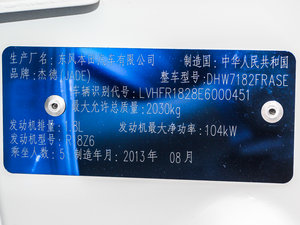 生产厂名:东风本田汽车有限公司 制造国:中华人民共和国
品牌:杰德(JADE) 整车型号:DHW7182FRASE
车辆识别代号:LVHFR1828E6000451
最大允许总质量:2030kg
发动机排量:1.8L 发动机最大净功率:104kW
发动机型号:R18Z6
乘坐人数:5 制造年月:2013年 08月